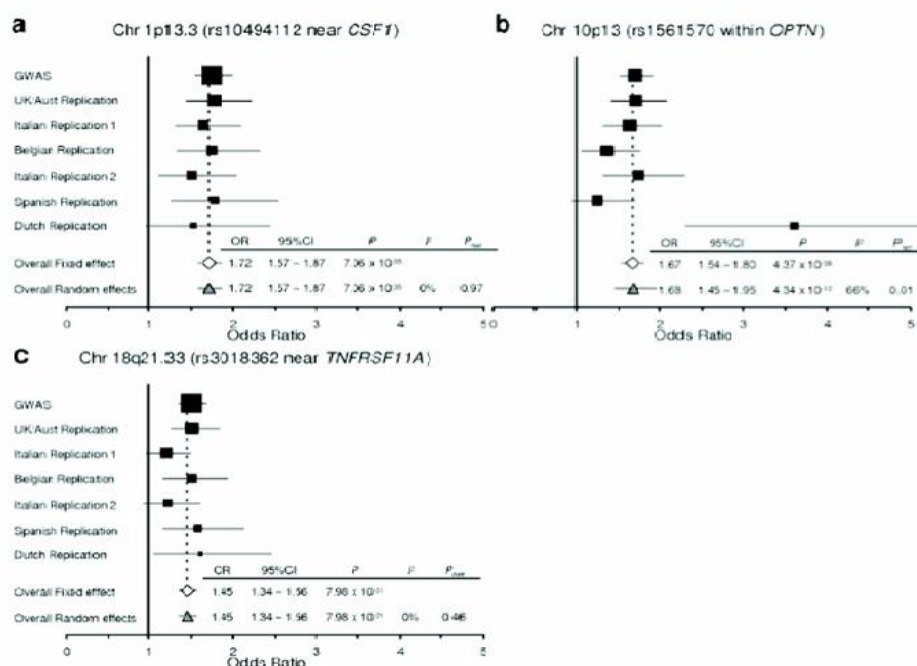 a
Chr 1p13.3 (rs10494112 near CSF1)
GWAS
UK/Aust Replication
Italian Replication 1
Belgian Replication
Italian Replication 2
Spanish Replication
Dutch Replication
OR 95%CI P
Overall Fixed effect 1.72 1.57 – 1.87
Overall Random effects 1.72 1.57 – 1.87 0% 0.97
0 1 2 3 4 5
Odds Ratio
b
Chr 10p13 (rs1561570 within OPTN)
OR 95%CI P
1.67 1.54 – 1.80
1.68 1.45 – 1.95 66% 0.01
0 1 2 3 4 5
Odds Ratio
c
Chr 18q21.33 (rs3018362 near TNFRSF11A)
GWAS
UK/Aust Replication
Italian Replication 1
Belgian Replication
Italian Replication 2
Spanish Replication
Dutch Replication
OR 95%CI P
Overall Fixed effect 1.45 1.34 – 1.56
Overall Random effects 1.45 1.34 – 1.56 0% 0.46
0 1 2 3 4 5
Odds Ratio